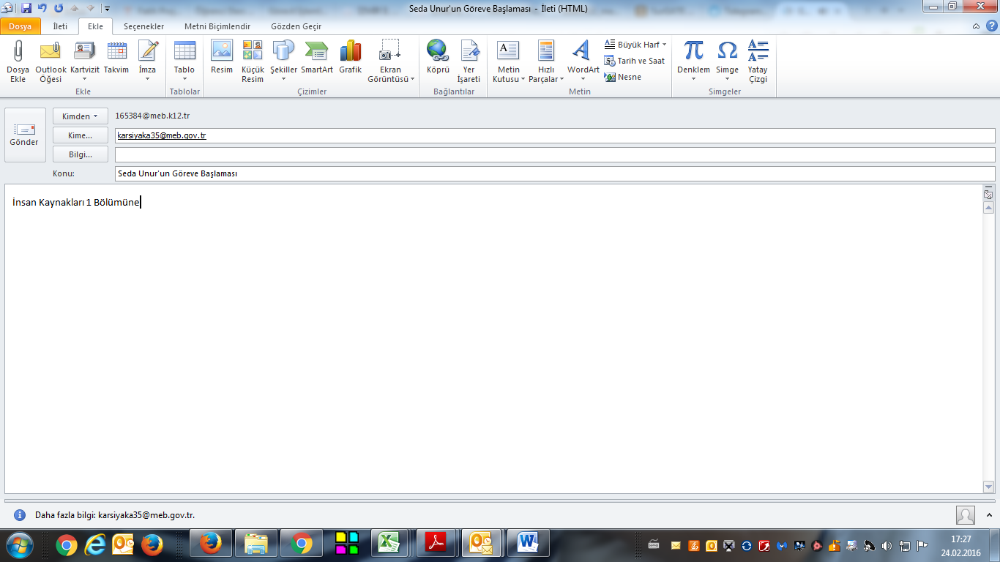 Seda Unur'un Göreve Başlaması - İleti (HTML)
Dosya İleti Ekle Seçenekler Metni Biçimlendir Gözden Geçir
Dosya Ekle
Outlook Öğesi
Kartvizit
Takvim
İmza
Ekle
Tablo
Tablolar
Resim
Küçük Resim
Şekiller
SmartArt
Grafik
Ekran Görüntüsü
Çizimler
Köprü
Yer İşareti
Bağlantılar
Metin Kutusu
Hızlı Parçalar
WordArt
Büyük Harf
Tarih ve Saat
Nesne
Metin
Denklem
Simge
Yatay Çizgi
Simgeler
Gönder
Kimden 165384@meb.k12.tr
Kime... karsiyaka35@meb.gov.tr
Bilgi...
Konu: Seda Unur'un Göreve Başlaması
İnsan Kaynakları 1 Bölümüne
Daha fazla bilgi: karsiyaka35@meb.gov.tr.
17:27
24.02.2016